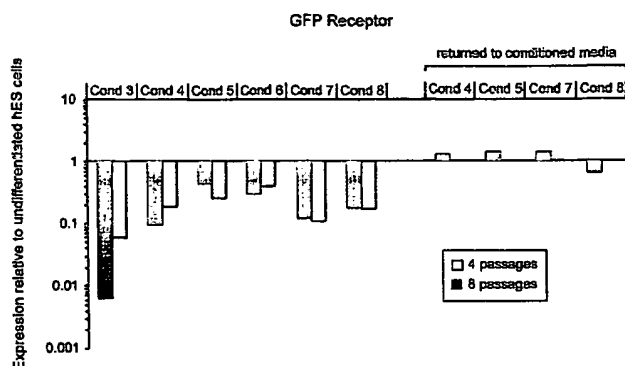 GFP Receptor
returned to conditioned media
Cond 3 Cond 4 Cond 5 Cond 6 Cond 7 Cond 8 Cond 4 Cond 5 Cond 7 Cond 8
Expression relative to undifferentiated hES cells
10
1
0.1
0.01
0.001
4 passages
8 passages